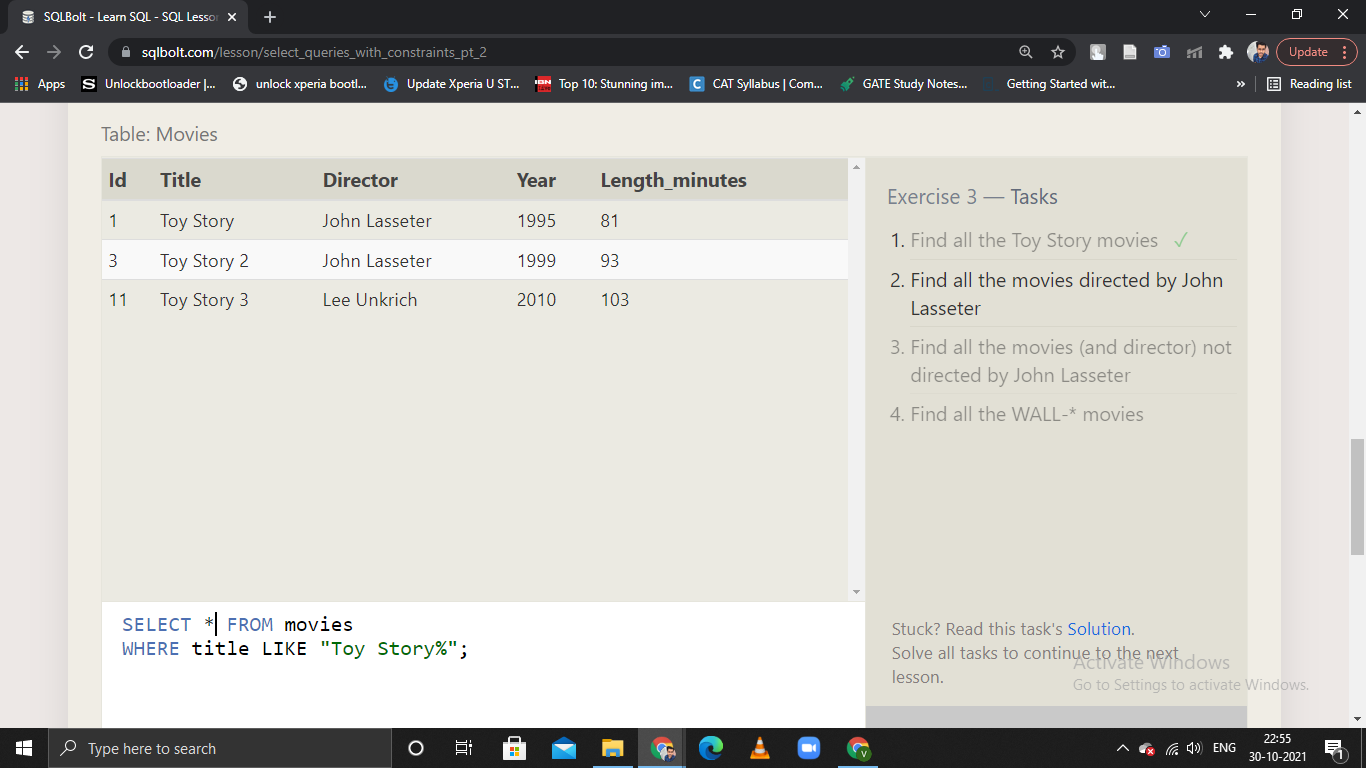 SQLBolt - Learn SQL - SQL Lesson
sqlbolt.com/lesson/select_queries_with_constraints_pt_2
Update
Apps
Unlockbootloader |...
unlock xperia bootl...
Update Xperia U ST...
Top 10: Stunning im...
CAT Syllabus | Com...
GATE Study Notes...
Getting Started wit...
»
Reading list
Table: Movies
Id Title Director Year Length_minutes
1 Toy Story John Lasseter 1995 81
3 Toy Story 2 John Lasseter 1999 93
11 Toy Story 3 Lee Unkrich 2010 103
Exercise 3 — Tasks
1. Find all the Toy Story movies ✓
2. Find all the movies directed by John
Lasseter
3. Find all the movies (and director) not
directed by John Lasseter
4. Find all the WALL-* movies
SELECT * FROM movies
WHERE title LIKE "Toy Story%";
Stuck? Read this task's Solution.
Solve all tasks to continue to the next
lesson.
Activate Windows
Go to Settings to activate Windows.
Type here to search
ENG
22:55
30-10-2021
1